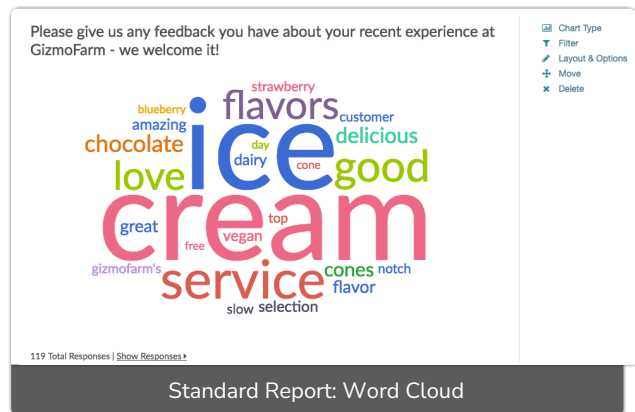 Please give us any feedback you have about your recent experience at
GizmoFarm - we welcome it!
Chart Type
Filter
Layout & Options
Move
Delete
strawberry
blueberry
flavors
customer
amazing
chocolate
ice
day
delicious
dairy
cone
love
good
cream
great
top
free
vegan
gizmofarm's
service
cones
notch
flavor
slow
selection
119 Total Responses | Show Responses
Standard Report: Word Cloud